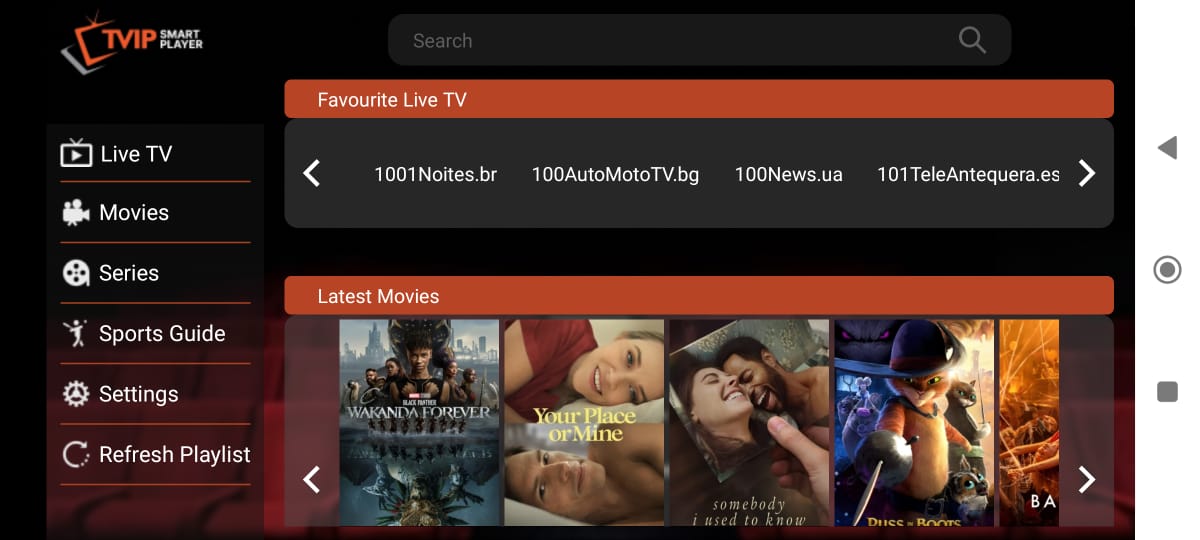 TVIP SMART
PLAYER
Search
Favourite Live TV
1001Noites.br 100AutoMotoTV.bg 100News.ua 101TeleAntequera.es
Live TV
Movies
Series
Sports Guide
Settings
Refresh Playlist
Latest Movies
MARVEL STUDIOS
BLACK PANTHER
WAKANDA FOREVER
Your Place
or Mine
somebody
i used to know
PUSS IN BOOTS
BA